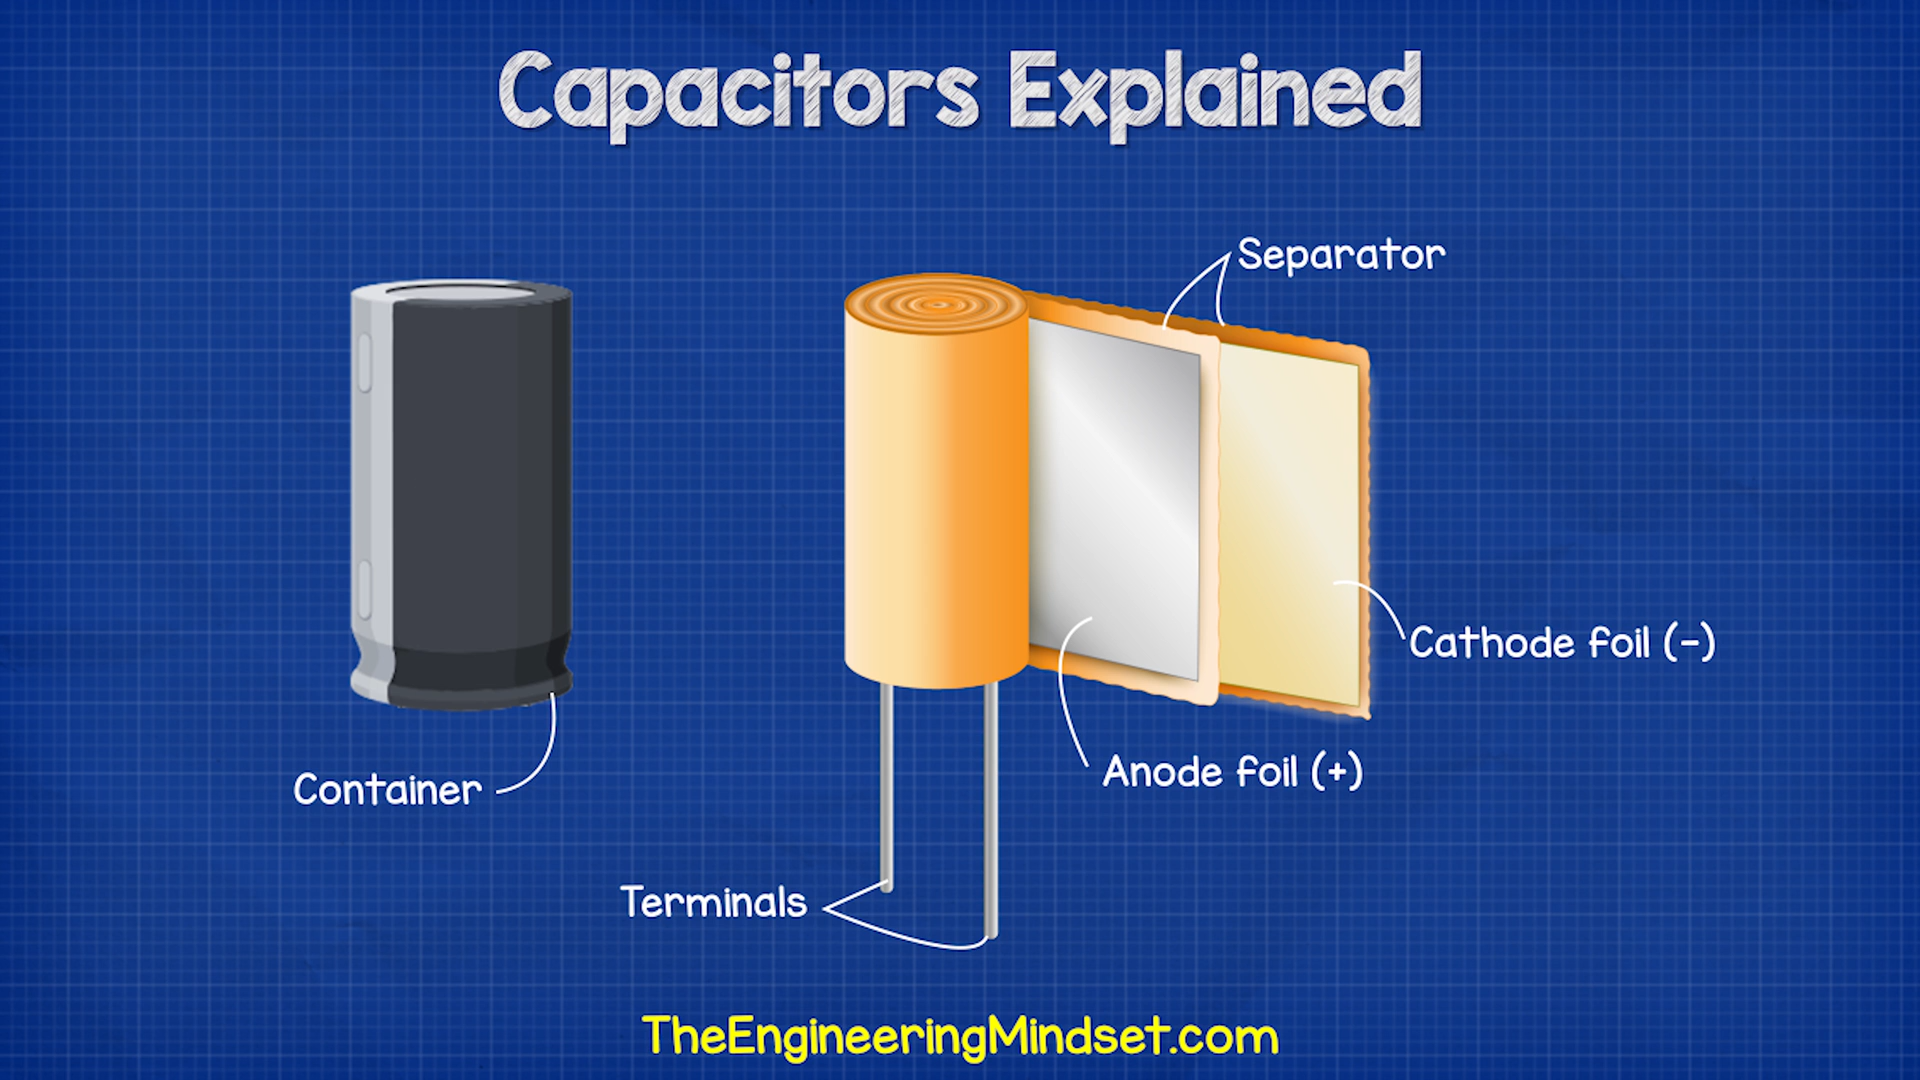 Capacitors Explained
Separator
Cathode foil (-)
Anode foil (+)
Container
Terminals
TheEngineeringMindset.com